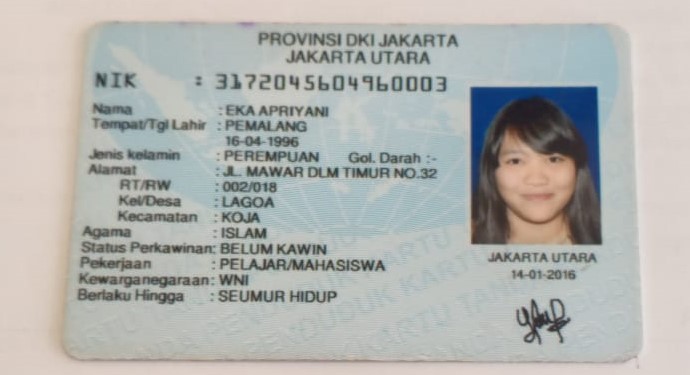 PROVINSI DKI JAKARTA
JAKARTA UTARA
NIK : 3172045604960003
Nama : EKA APRIYANI
Tempat/Tgl Lahir : PEMALANG
16-04-1996
Jenis kelamin : PEREMPUAN Gol. Darah :-
Alamat : JL. MAWAR DLM TIMUR NO.32
RT/RW : 002/018
Kel/Desa : LAGOA
Kecamatan : KOJA
Agama : ISLAM
Status Perkawinan: BELUM KAWIN
Pekerjaan : PELAJAR/MAHASISWA
Kewarganegaraan: WNI
Berlaku Hingga : SEUMUR HIDUP
JAKARTA UTARA
14-01-2016